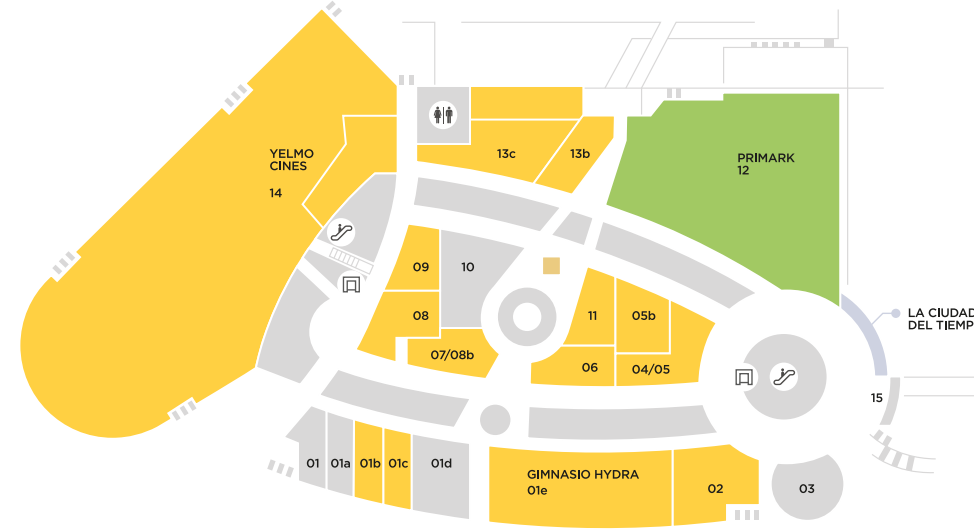 YELMO
CINES
14
13c
13b
PRIMARK
12
09
10
08
07/08b
11
05b
06
04/05
LA CIUDAD
DEL TIEMP
15
01
01a
01b
01c
01d
GIMNASIO HYDRA
01e
02
03